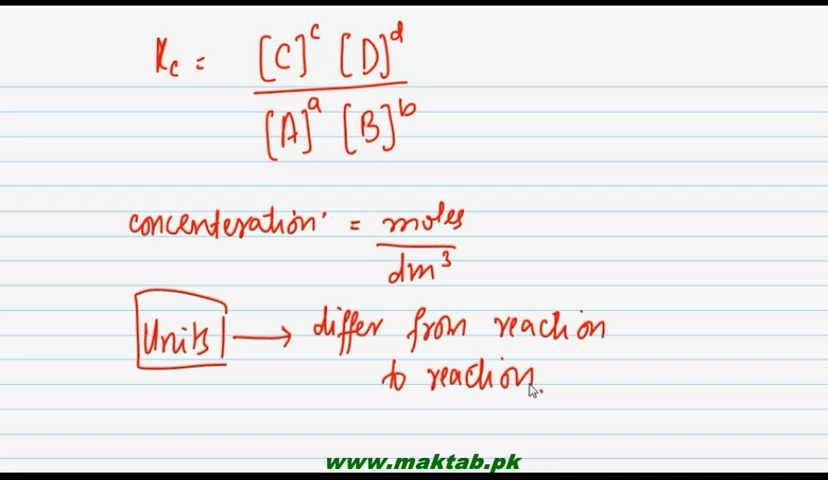 Kc = [C]^c [D]^d / [A]^a [B]^b
concenteration = moles / dm³
Units → differ from reaction
to reaction.
www.maktab.pk